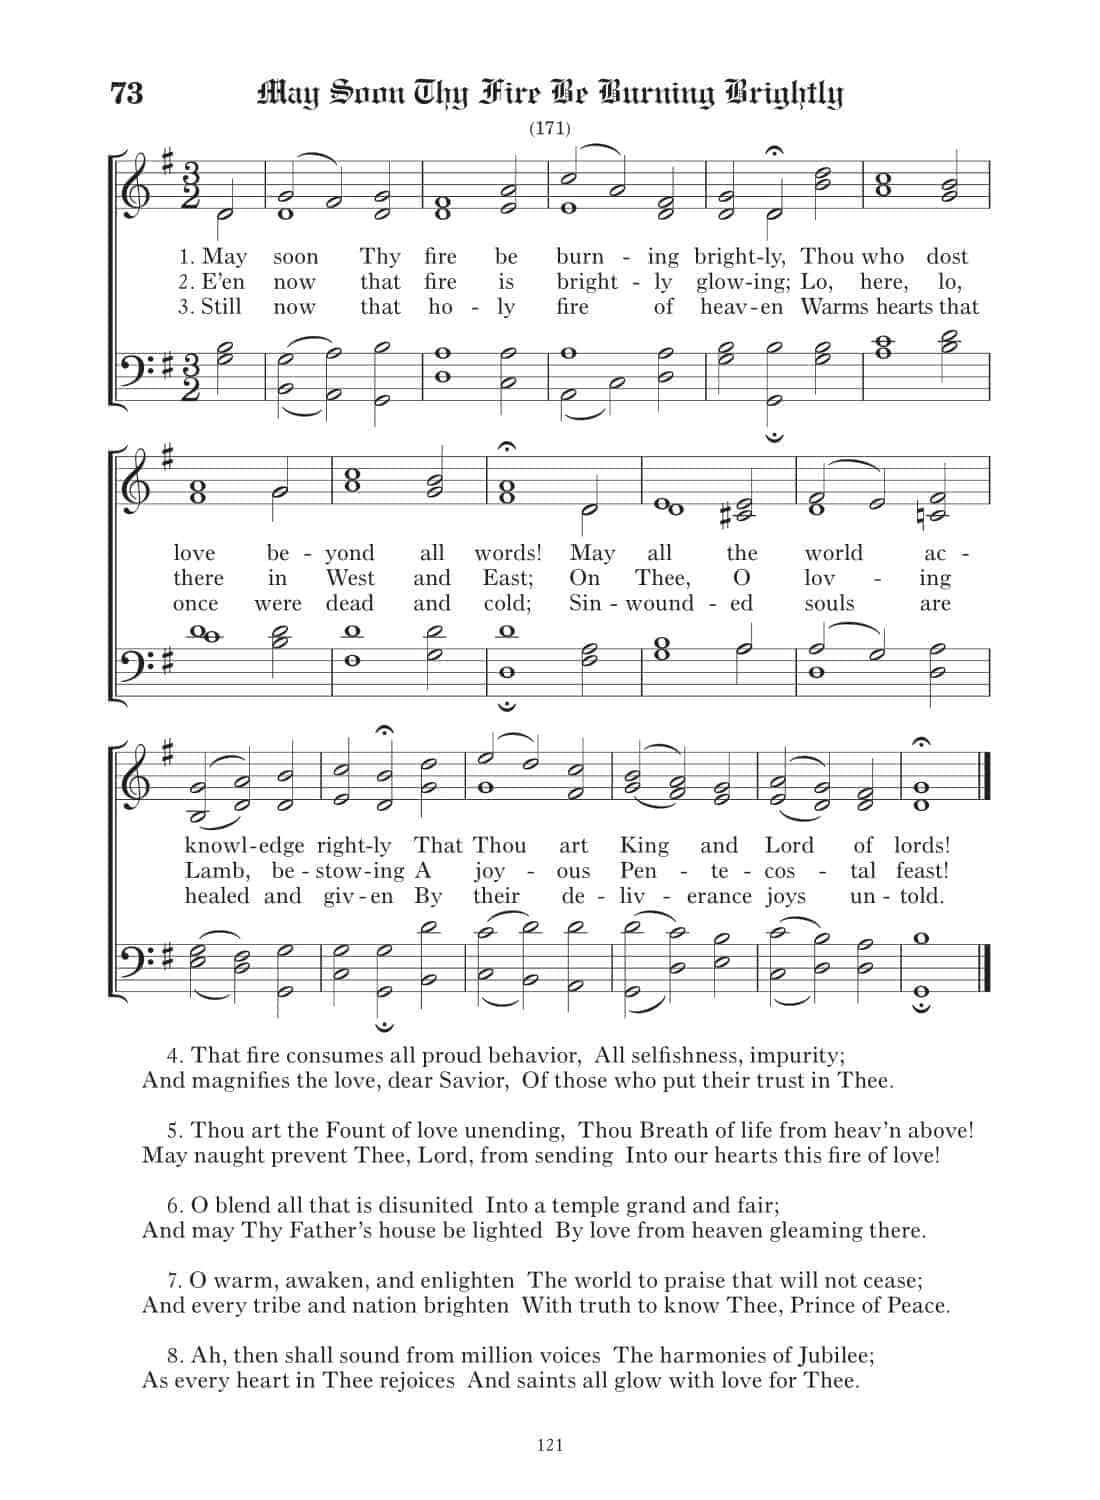 73 May Soon Thy Fire Be Burning Brightly
(171)
1. May soon Thy fire be burn - ing bright-ly, Thou who dost
2. E’en now that fire is bright - ly glow-ing; Lo, here, lo,
3. Still now that ho - ly fire of heav-en Warms hearts that
love be - yond all words! May all the world ac -
there in West and East; On Thee, O lov - ing
once were dead and cold; Sin - wound - ed souls are
knowl-edge right-ly That Thou art King and Lord of lords!
Lamb, be - stow-ing A joy - ous Pen - te - cos - tal feast!
healed and giv-en By their de - liv - erance joys un - told.
4. That fire consumes all proud behavior, All selfishness, impurity;
And magnifies the love, dear Savior, Of those who put their trust in Thee.
5. Thou art the Fount of love unending, Thou Breath of life from heav’n above!
May naught prevent Thee, Lord, from sending Into our hearts this fire of love!
6. O blend all that is disunited Into a temple grand and fair;
And may Thy Father’s house be lighted By love from heaven gleaming there.
7. O warm, awaken, and enlighten The world to praise that will not cease;
And every tribe and nation brighten With truth to know Thee, Prince of Peace.
8. Ah, then shall sound from million voices The harmonies of Jubilee;
As every heart in Thee rejoices And saints all glow with love for Thee.
121